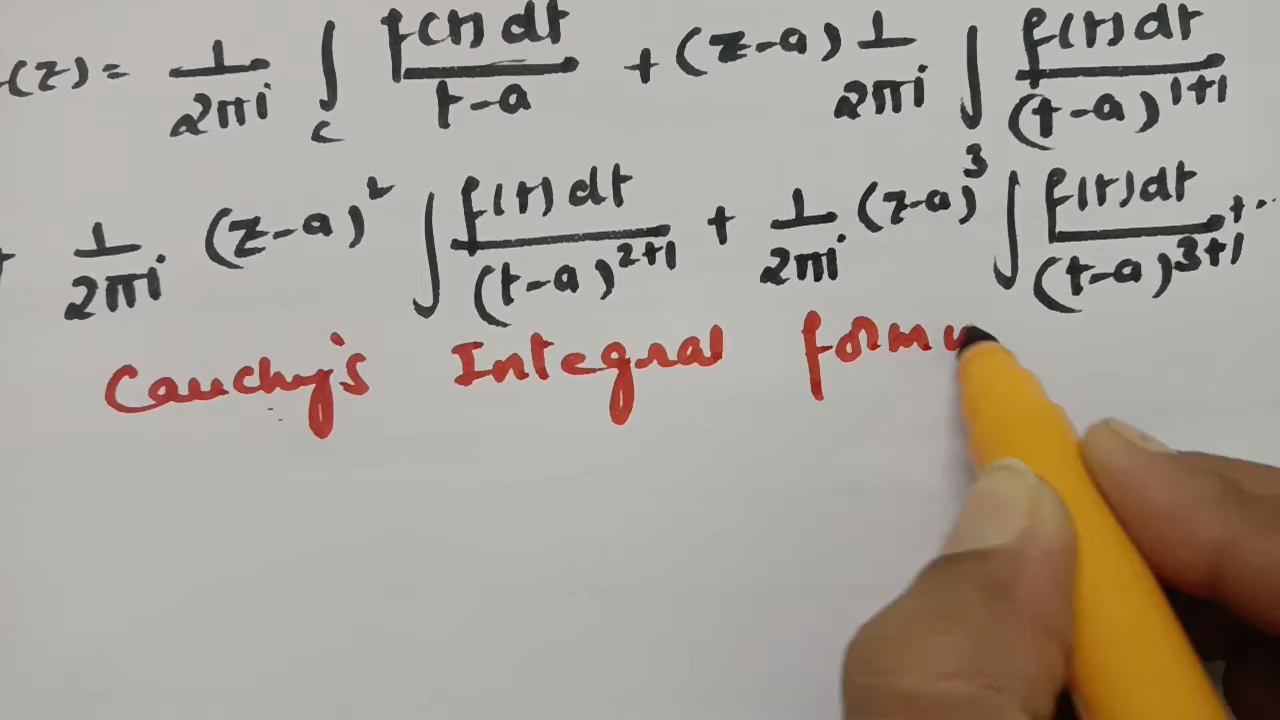 (z) = 1/2πi ∫c f(t) dt / t-a + (z-a) 1/2πi ∫ f(t) dt / (t-a)^1+1
+ 1/2πi (z-a)^2 ∫ f(t) dt / (t-a)^2+1 + 1/2πi (z-a)^3 ∫ f(t) dt / (t-a)^3+1 + ..
Cauchy's Integral formu